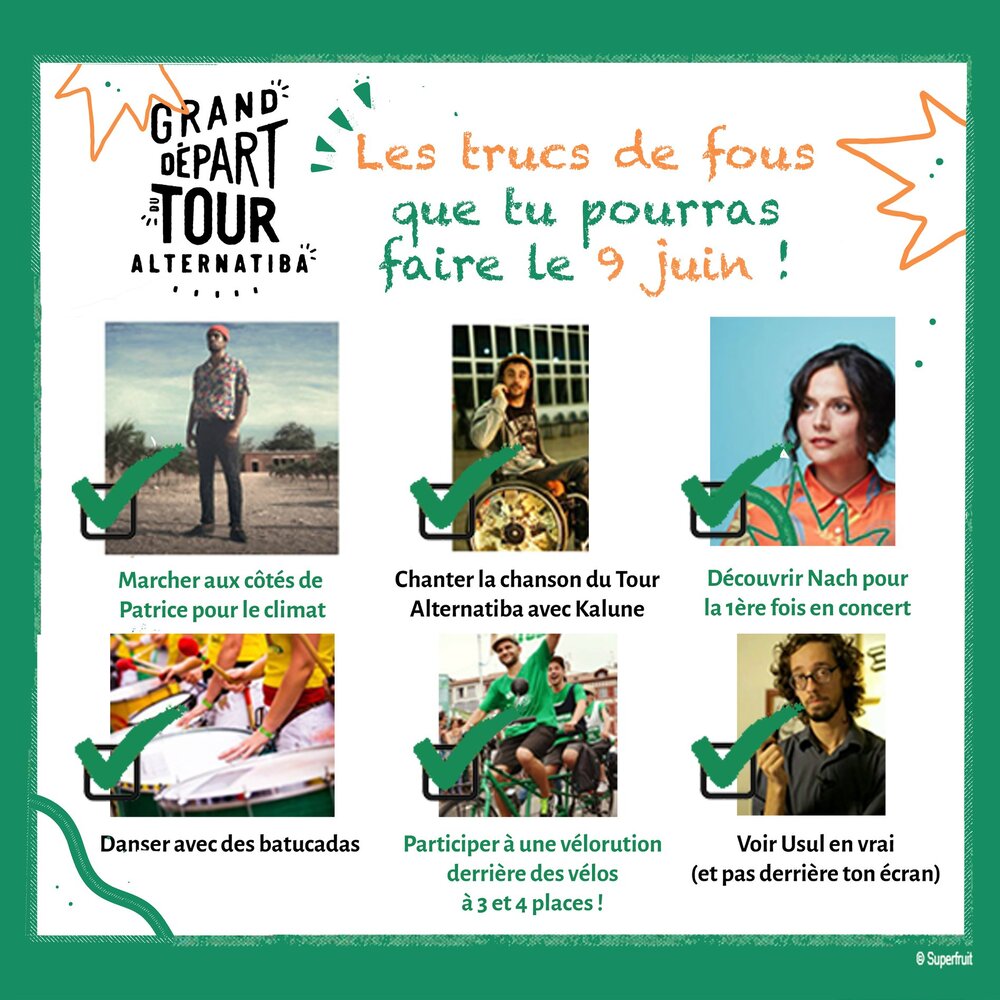 GRAND
DÉPART
DU
TOUR
ALTERNATIBA
Les trucs de fous
que tu pourras
faire le 9 juin !
Marcher aux côtés de
Patrice pour le climat
Chanter la chanson du Tour
Alternatiba avec Kalune
Découvrir Nach pour
la 1ère fois en concert
Danser avec des batucadas
Participer à une vélorution
derrière des vélos
à 3 et 4 places !
Voir Usul en vrai
(et pas derrière ton écran)
© Superfruit